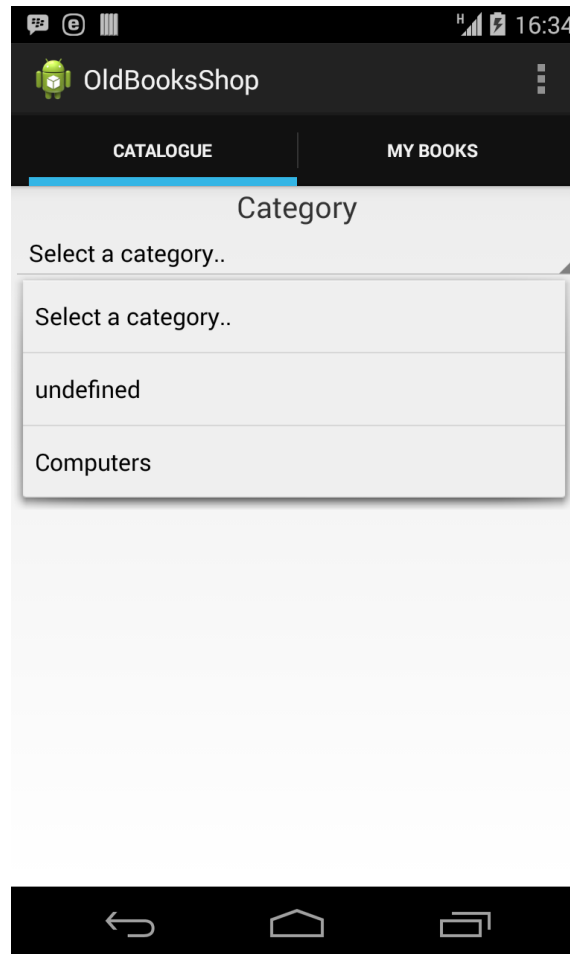 H 16:34
OldBooksShop
CATALOGUE MY BOOKS
Category
Select a category..
Select a category..
undefined
Computers